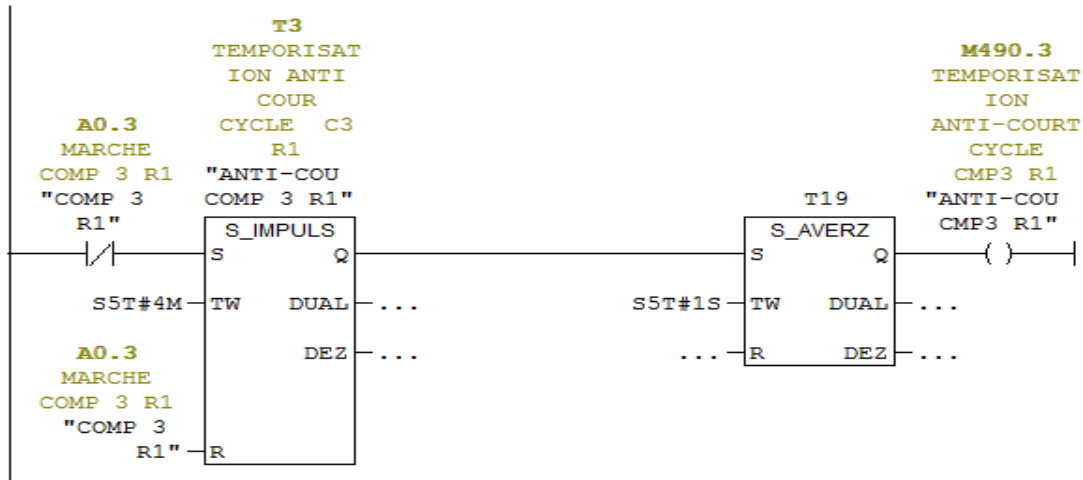 T3
TEMPORISAT
ION ANTI
COUR
CYCLE C3
R1
"ANTI-COU
COMP 3 R1"
A0.3
MARCHE
COMP 3 R1
"COMP 3
R1"
S_IMPULS
S Q
S5T#4M TW DUAL ...
DEZ ...
A0.3
MARCHE
COMP 3 R1
"COMP 3
R1" R
T19
S_AVERZ
S Q
S5T#1S TW DUAL ...
... R DEZ ...
M490.3
TEMPORISAT
ION
ANTI-COURT
CYCLE
CMP3 R1
"ANTI-COU
CMP3 R1"